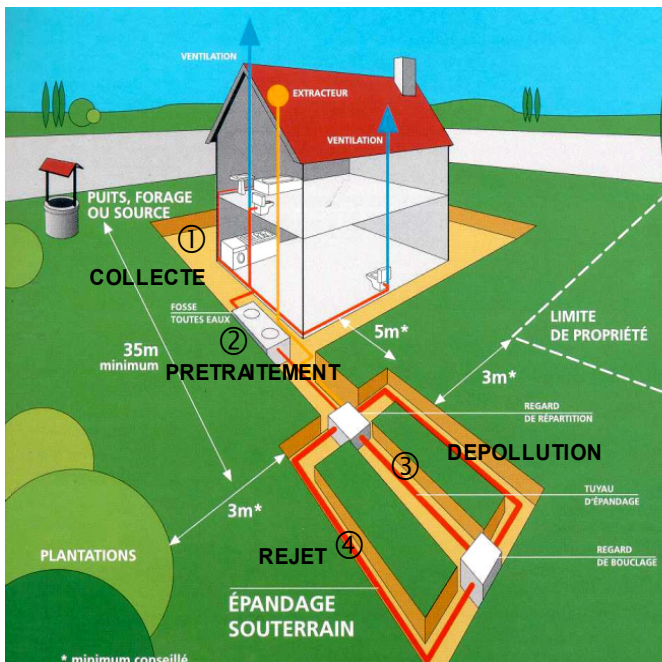 VENTILATION
EXTRACTEUR
VENTILATION
PUITS, FORAGE
OU SOURCE
①
COLLECTE
FOSSE
TOUTES EAUX
②
PRETRAITEMENT
35m
minimum
5m*
LIMITE
DE PROPRIÉTÉ
3m*
REGARD
DE RÉPARTITION
DEPOLLUTION
③
TUYAU
D'ÉPANDAGE
3m*
PLANTATIONS
REJET
④
REGARD
DE BOUCLAGE
ÉPANDAGE
SOUTERRAIN
* minimum conseillé